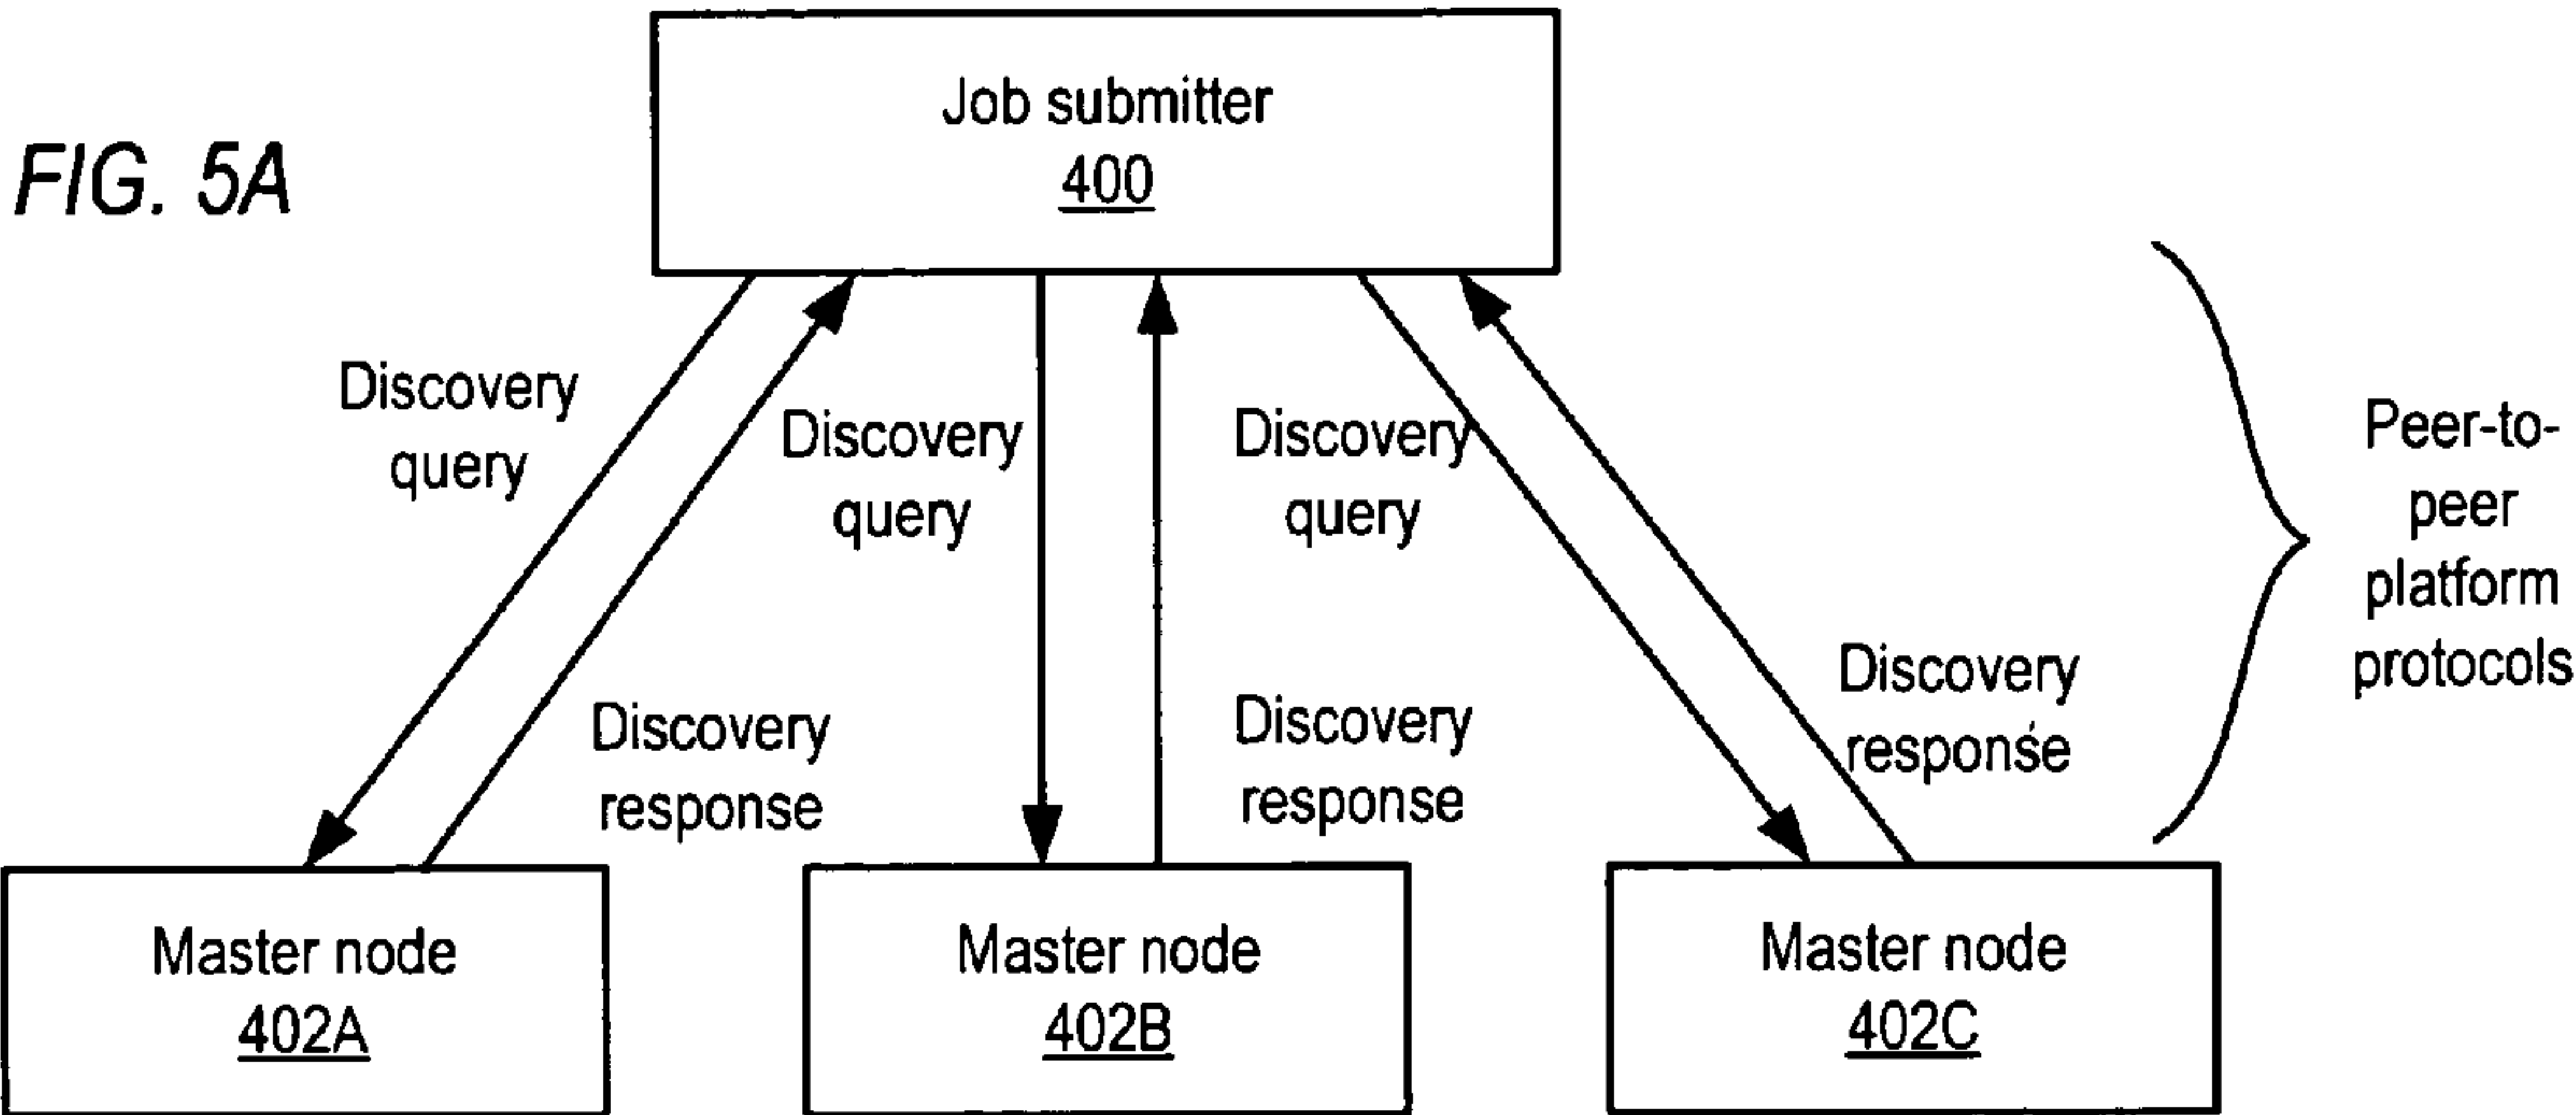 FIG. 5A
Job submitter
400
Discovery
query
Discovery
query
Discovery
query
Peer-to-
peer
platform
protocols
Discovery
response
Discovery
response
Discovery
response
Master node
402A
Master node
402B
Master node
402C